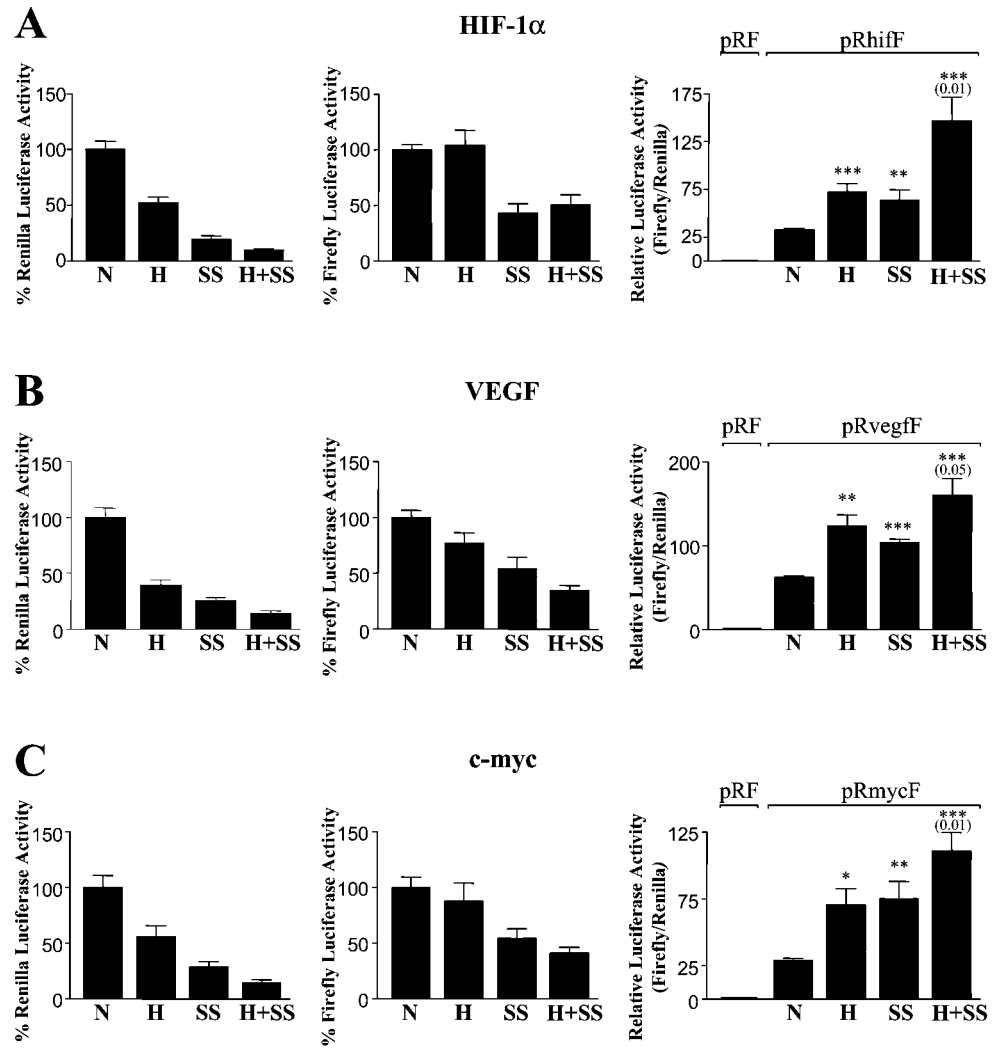 A
HIF-1α
% Renilla Luciferase Activity
150
100
50
0
N H SS H+SS
% Firefly Luciferase Activity
150
100
50
0
N H SS H+SS
pRF pRhifF
Relative Luciferase Activity
(Firefly/Renilla)
175
125
75
25
0
***
**
***
(0.01)
N H SS H+SS
B
VEGF
% Renilla Luciferase Activity
150
100
50
0
N H SS H+SS
% Firefly Luciferase Activity
150
100
50
0
N H SS H+SS
pRF pRvegfF
Relative Luciferase Activity
(Firefly/Renilla)
200
100
0
**
***
***
(0.05)
N H SS H+SS
C
c-myc
% Renilla Luciferase Activity
150
100
50
0
N H SS H+SS
% Firefly Luciferase Activity
150
100
50
0
N H SS H+SS
pRF pRmycF
Relative Luciferase Activity
(Firefly/Renilla)
125
75
25
0
*
**
***
(0.01)
N H SS H+SS